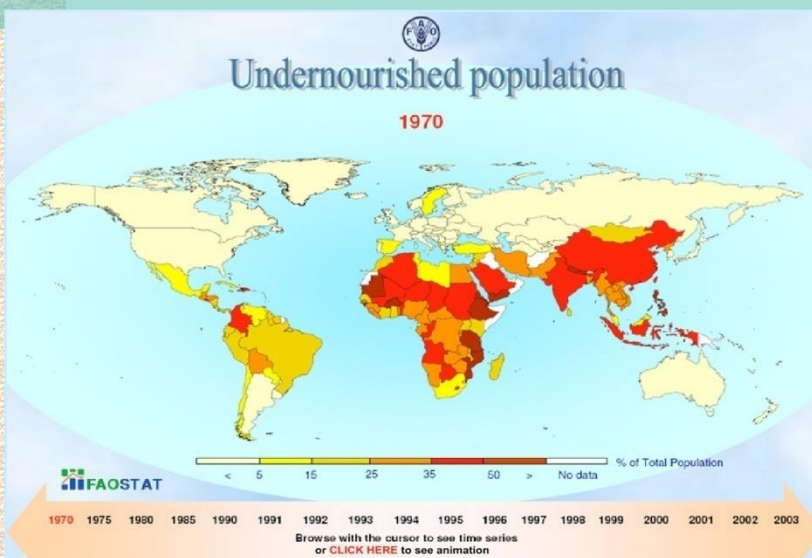 FAO
Undernourished population
1970
< 5 15 25 35 50 > No data % of Total Population
FAOSTAT
1970 1975 1980 1985 1990 1991 1992 1993 1994 1995 1996 1997 1998 1999 2000 2001 2002 2003
Browse with the cursor to see time series
or CLICK HERE to see animation